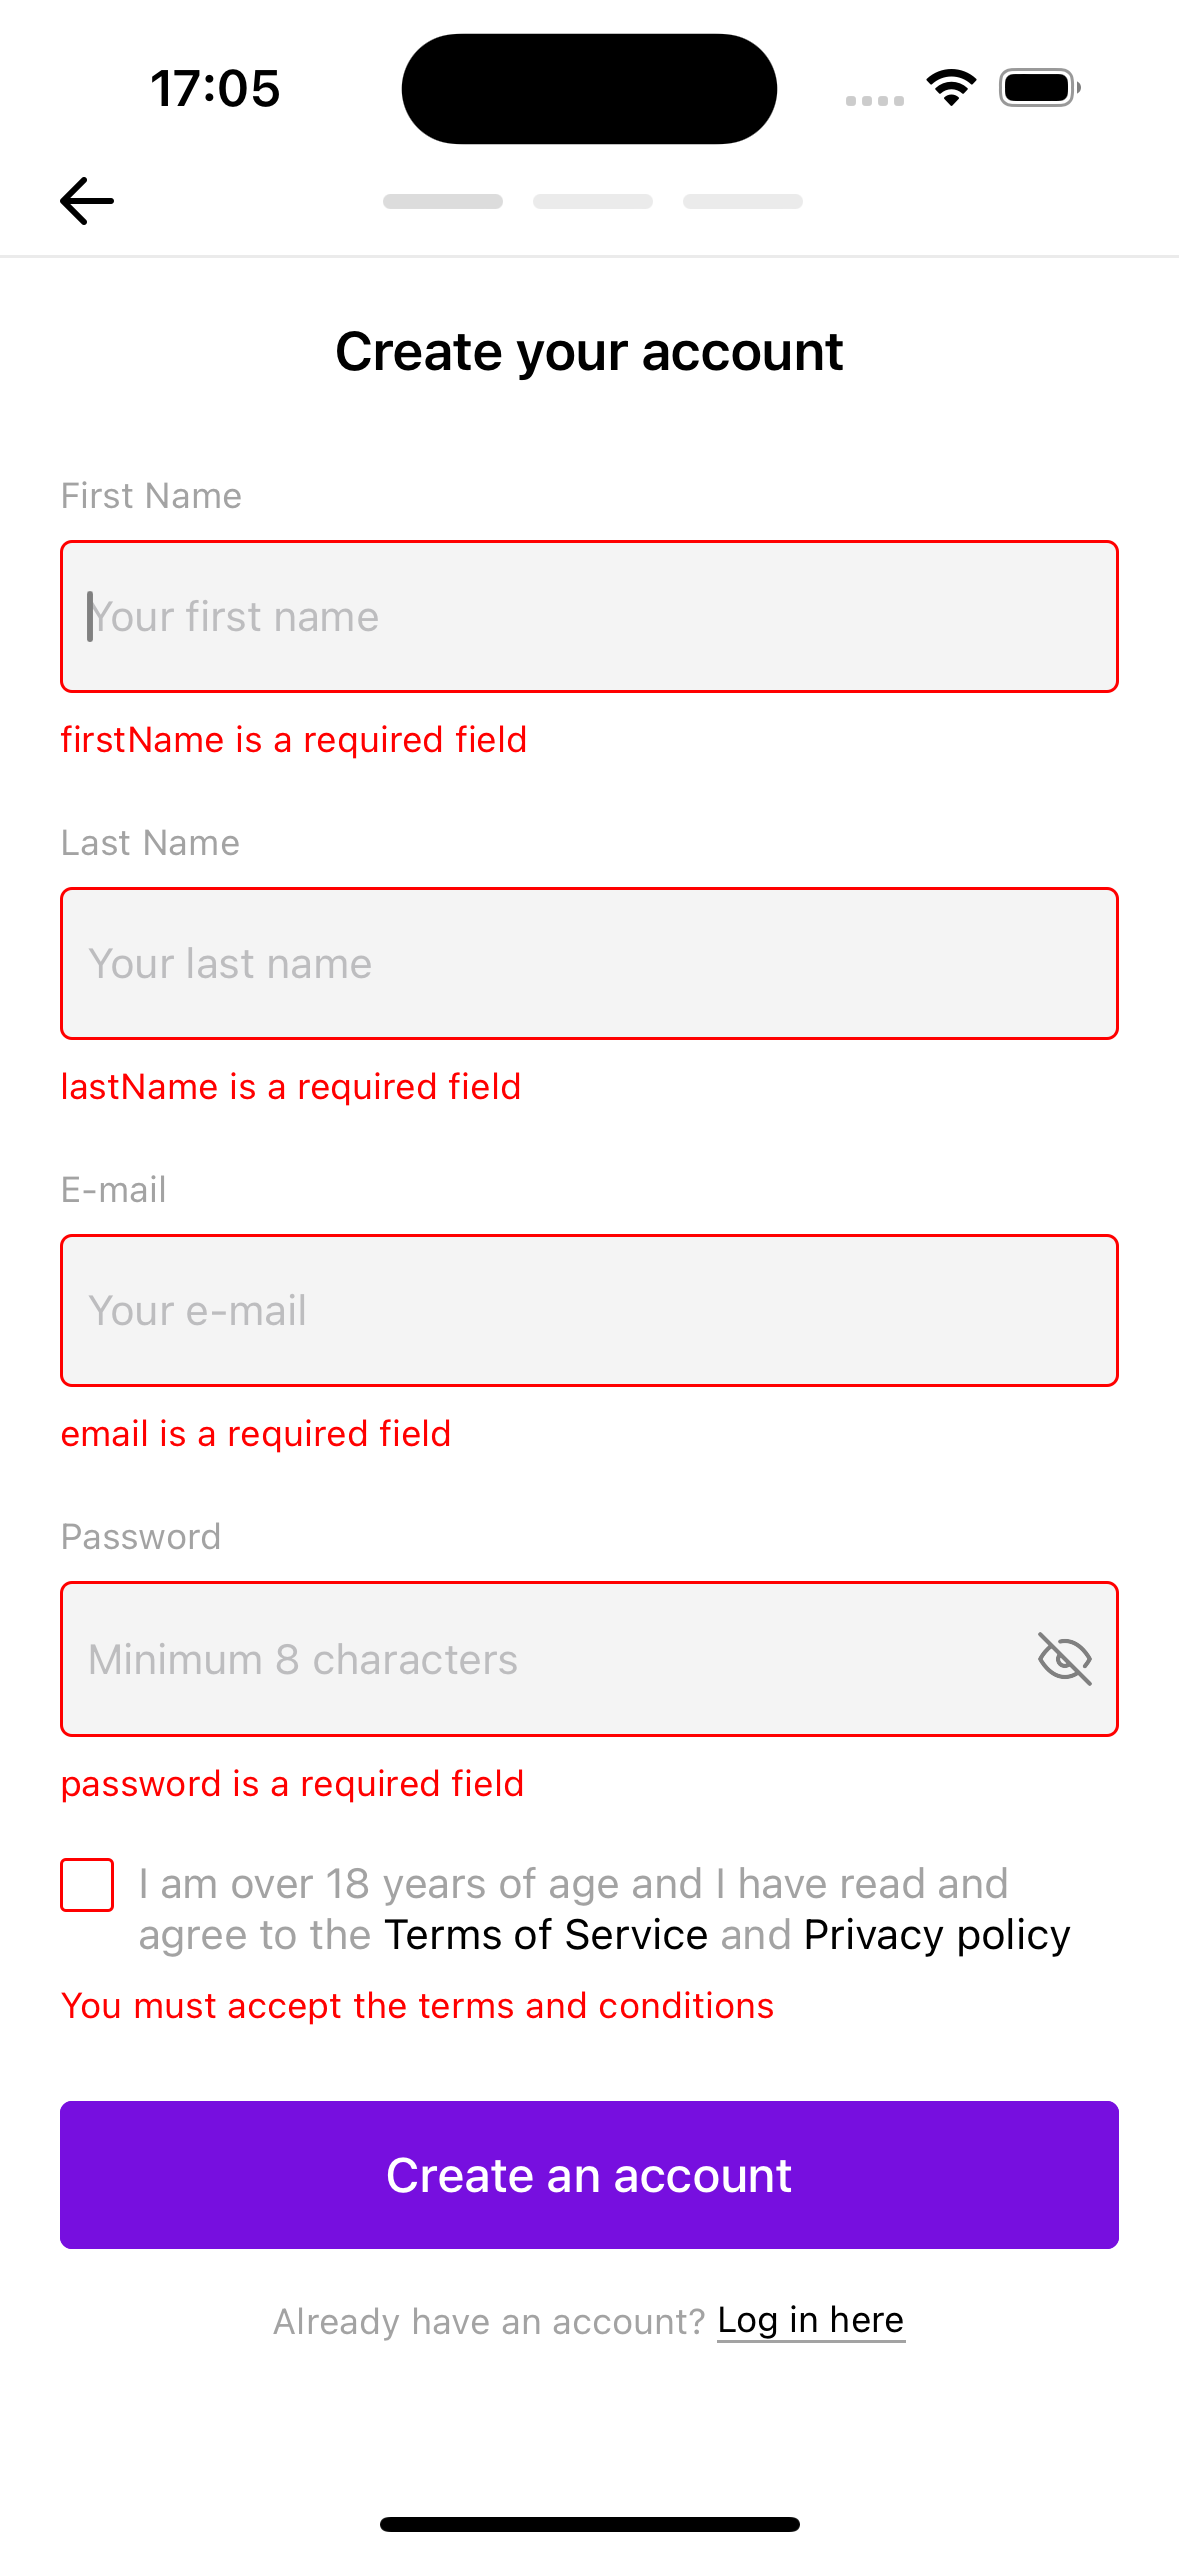 17:05
Create your account
First Name
Your first name
firstName is a required field
Last Name
Your last name
lastName is a required field
E-mail
Your e-mail
email is a required field
Password
Minimum 8 characters
password is a required field
I am over 18 years of age and I have read and
agree to the Terms of Service and Privacy policy
You must accept the terms and conditions
Create an account
Already have an account? Log in here